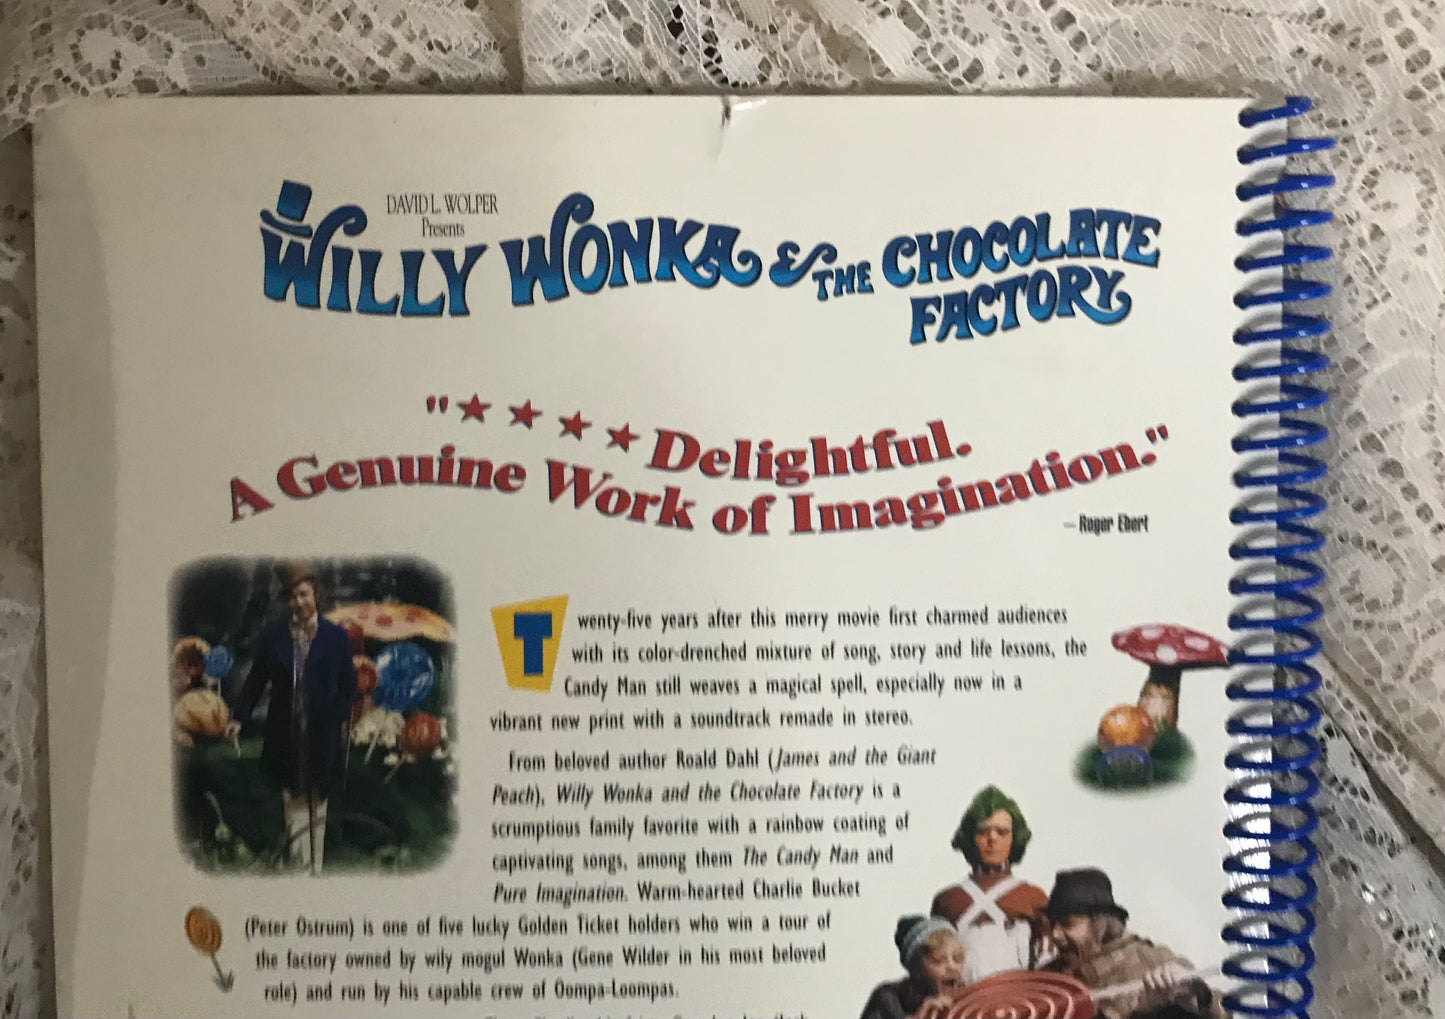 DAVID L. WOLPER
Presents
WILLY WONKA & THE CHOCOLATE
FACTORY
"★ ★ ★ ★ Delightful.
A Genuine Work of Imagination."
— Roger Ebert
Twenty-five years after this merry movie first charmed audiences
with its color-drenched mixture of song, story and life lessons, the
Candy Man still weaves a magical spell, especially now in a
vibrant new print with a soundtrack remade in stereo.
From beloved author Roald Dahl (James and the Giant
Peach), Willy Wonka and the Chocolate Factory is a
scrumptious family favorite with a rainbow coating of
captivating songs, among them The Candy Man and
Pure Imagination. Warm-hearted Charlie Bucket
(Peter Ostrum) is one of five lucky Golden Ticket holders who win a tour of
the factory owned by wily mogul Wonka (Gene Wilder in his most beloved
role) and run by his capable crew of Oompa-Loompas.